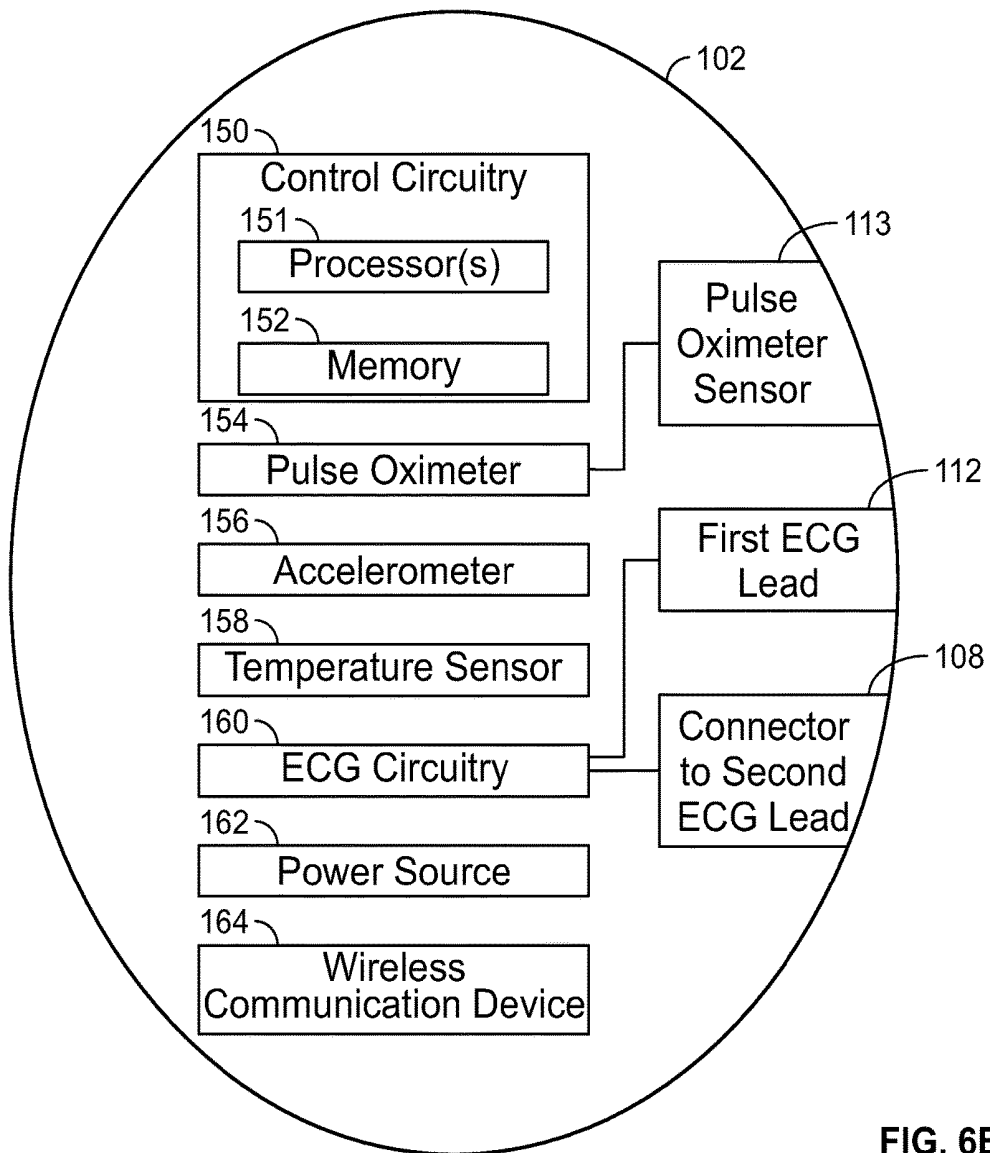 102
150
Control Circuitry
151
Processor(s)
152
Memory
113
Pulse
Oximeter
Sensor
154
Pulse Oximeter
112
First ECG
Lead
156
Accelerometer
158
Temperature Sensor
108
Connector
to Second
ECG Lead
160
ECG Circuitry
162
Power Source
164
Wireless
Communication Device
FIG. 6B